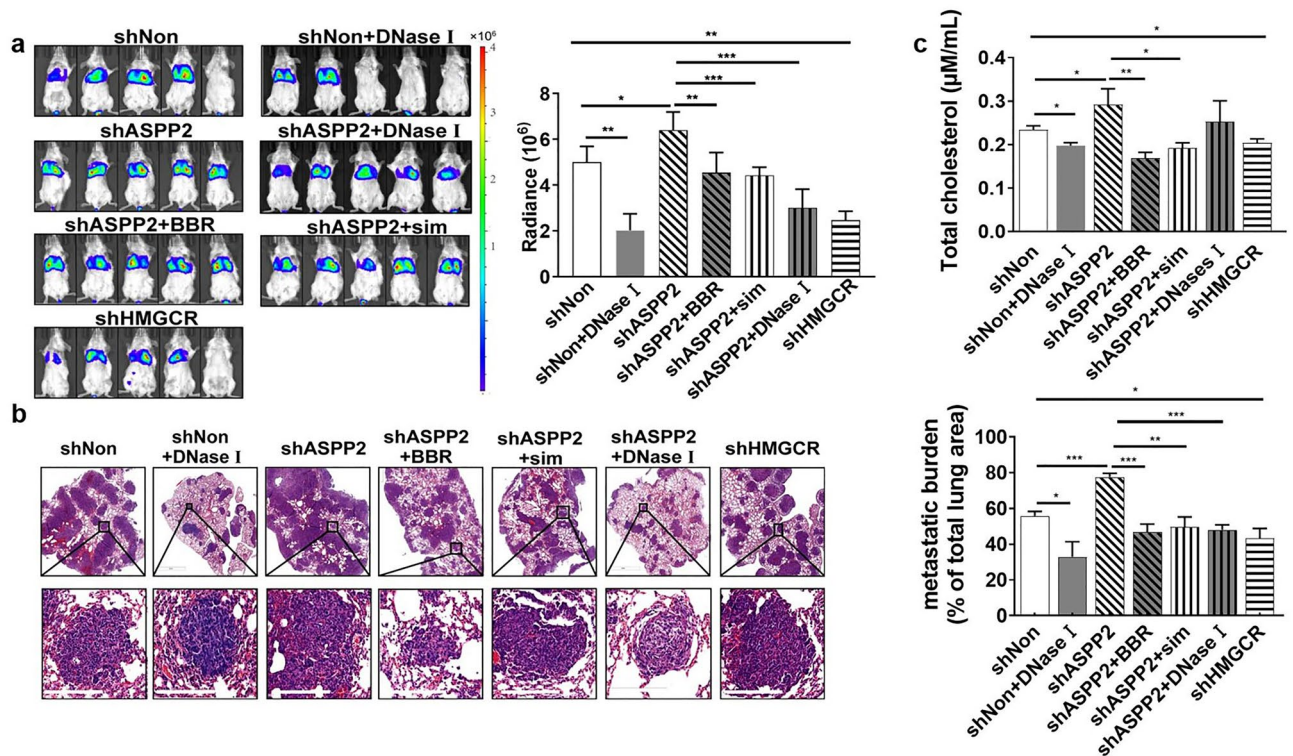 a
shNon
shNon+DNase I
×10⁶
4
3
2
1
shASPP2
shASPP2+DNase I
shASPP2+BBR
shASPP2+sim
shHMGCR
**
***
***
*
**
**
Radiance (10⁶)
8
6
4
2
0
shNon
shNon+DNase I
shASPP2
shASPP2+BBR
shASPP2+sim
shASPP2+DNase I
shHMGCR
c
*
*
*
**
*
Total cholesterol (μM/mL)
0.4
0.3
0.2
0.1
0.0
shNon
shNon+DNase I
shASPP2
shASPP2+BBR
shASPP2+sim
shASPP2+DNases I
shHMGCR
b
shNon
shNon
+DNase I
shASPP2
shASPP2
+BBR
shASPP2
+sim
shASPP2
+DNase I
shHMGCR
*
***
**
***
***
*
metastatic burden
(% of total lung area)
100
80
60
40
20
0
shNon
shNon+DNase I
shASPP2
shASPP2+BBR
shASPP2+sim
shASPP2+DNase I
shHMGCR